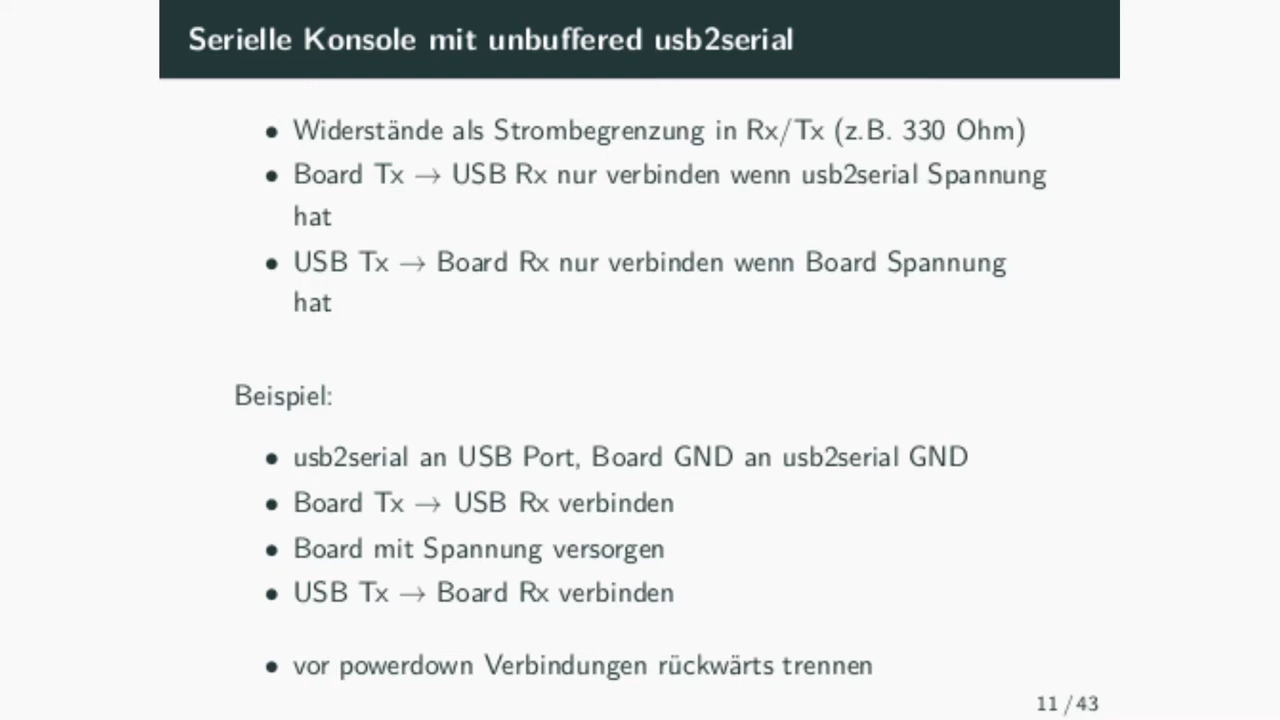 Serielle Konsole mit unbuffered usb2serial
• Widerstände als Strombegrenzung in Rx/Tx (z.B. 330 Ohm)
• Board Tx → USB Rx nur verbinden wenn usb2serial Spannung
hat
• USB Tx → Board Rx nur verbinden wenn Board Spannung
hat
Beispiel:
• usb2serial an USB Port, Board GND an usb2serial GND
• Board Tx → USB Rx verbinden
• Board mit Spannung versorgen
• USB Tx → Board Rx verbinden
• vor powerdown Verbindungen rückwärts trennen
11 / 43